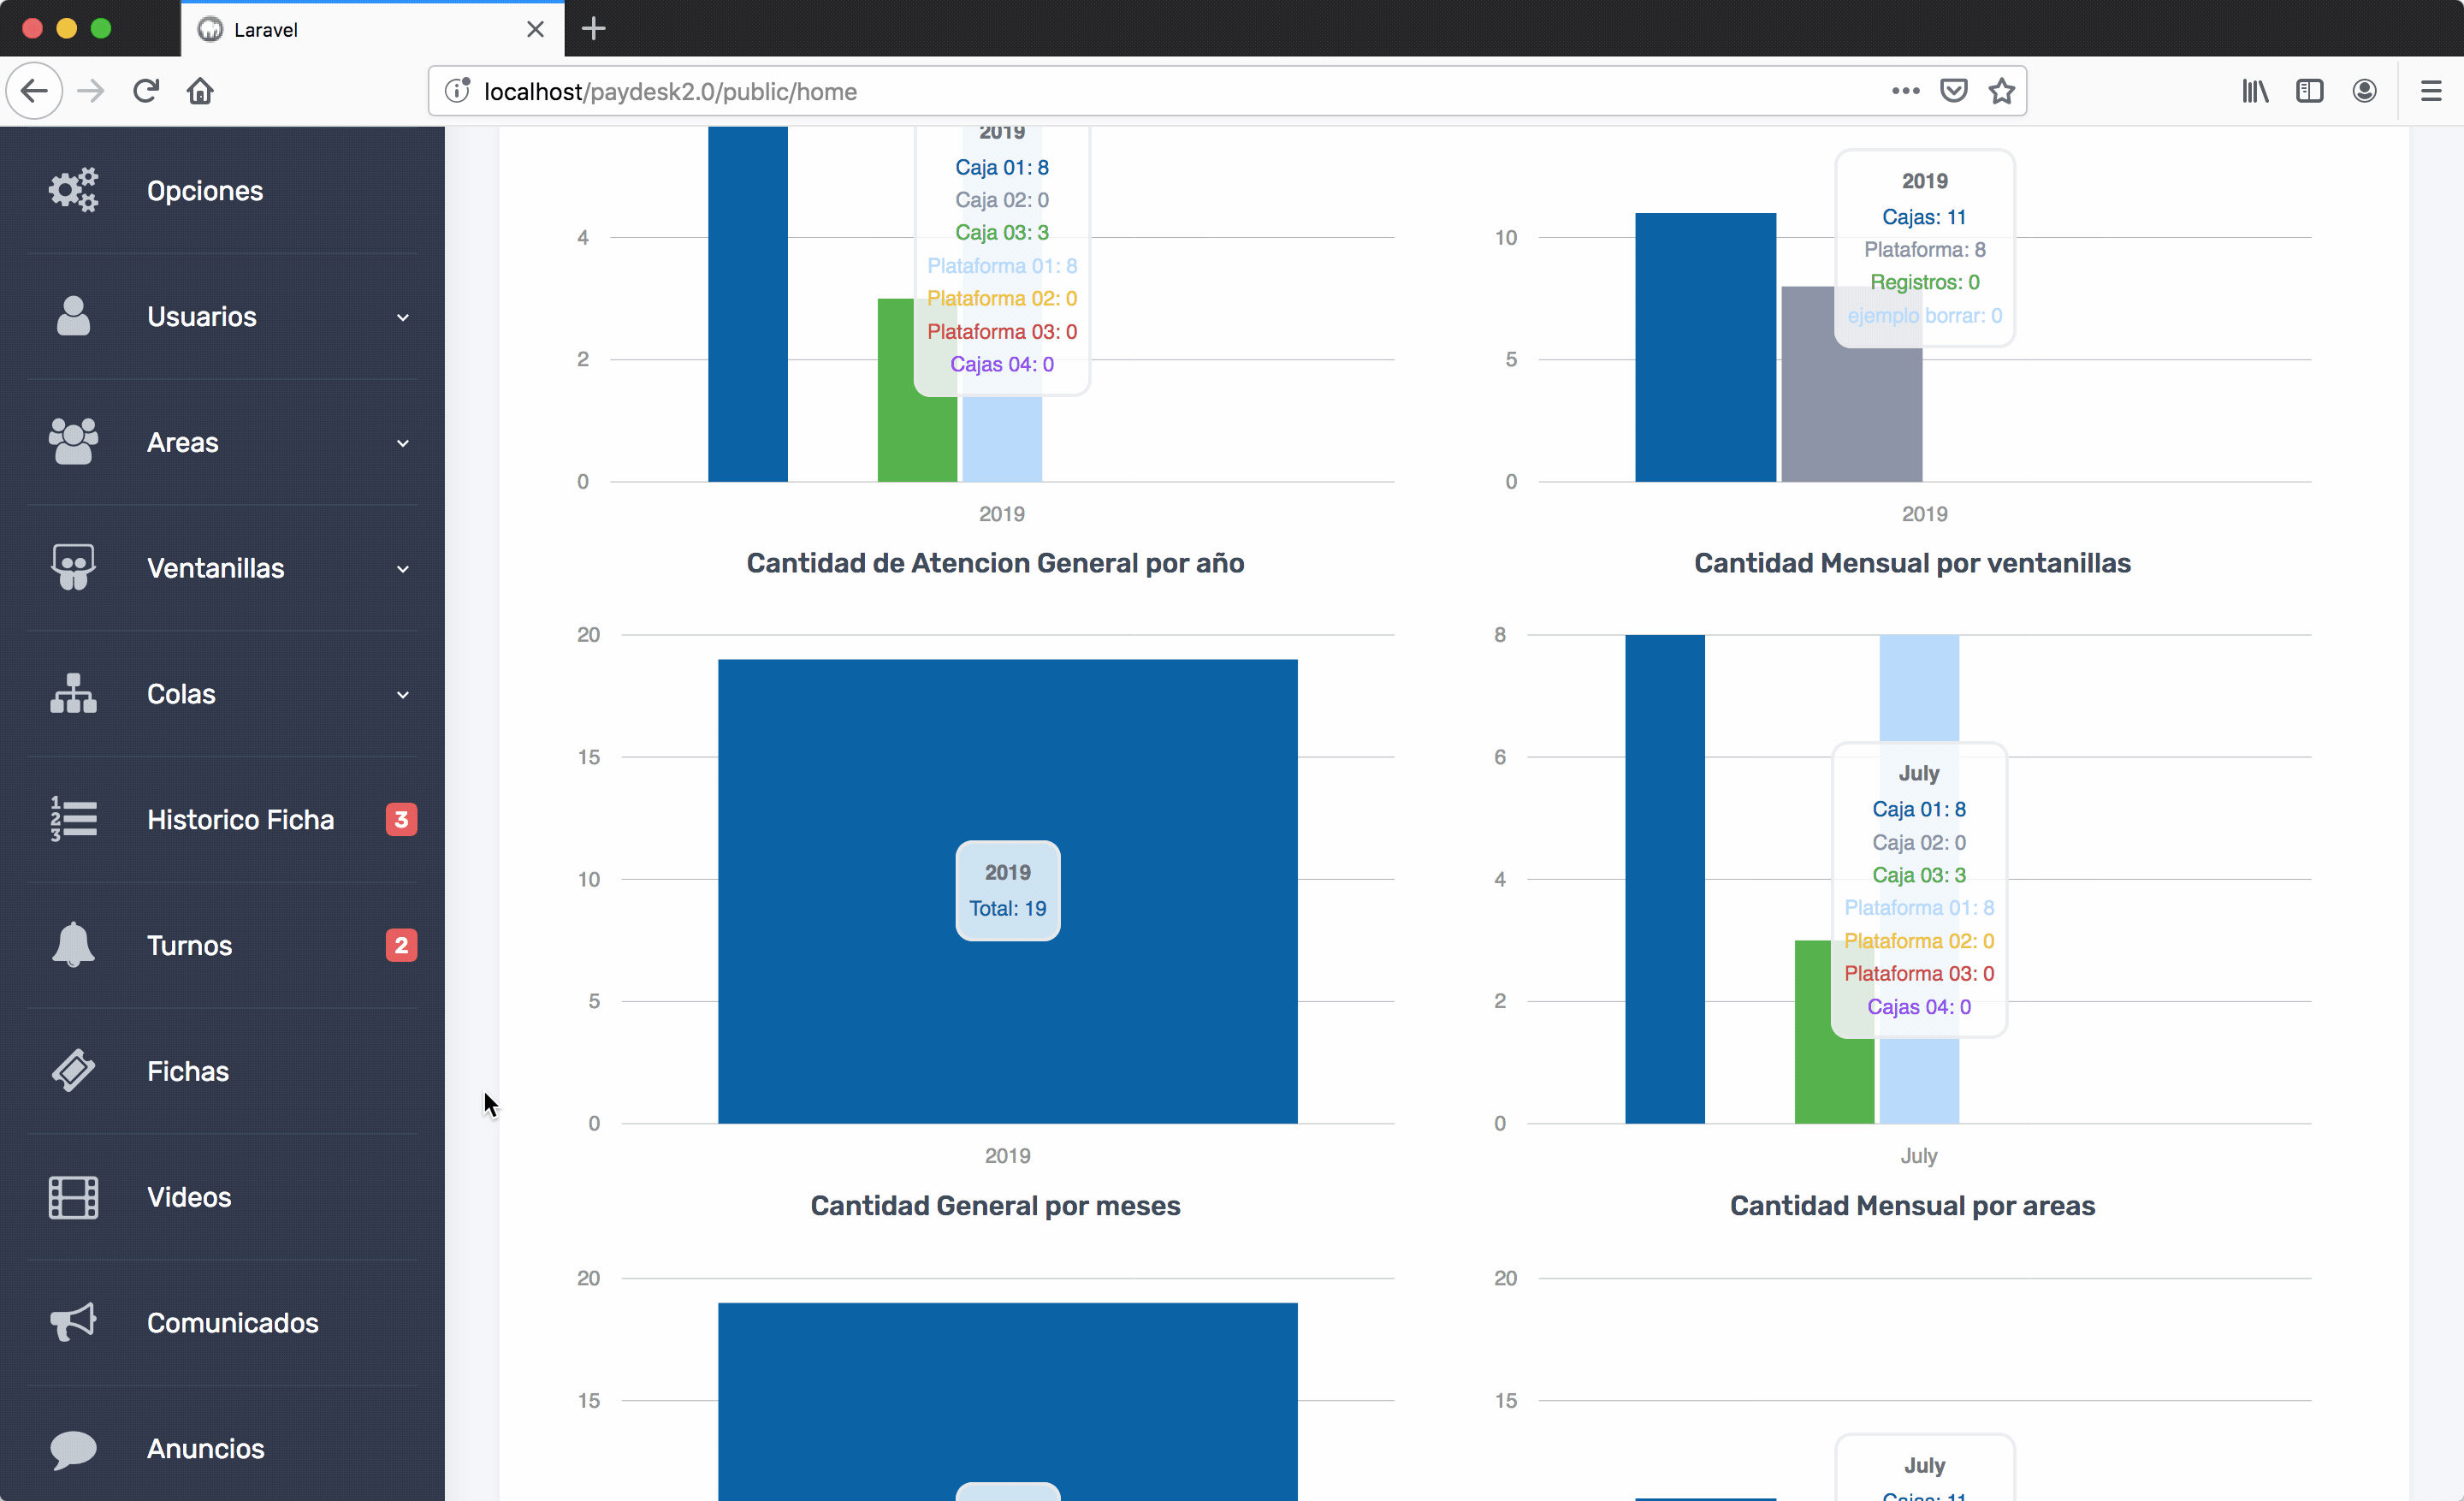 Laravel
localhost/paydesk2.0/public/home
Opciones
Usuarios
Areas
Ventanillas
Colas
Historico Ficha 3
Turnos 2
Fichas
Videos
Comunicados
Anuncios
2019
Caja 01: 8
Caja 02: 0
Caja 03: 3
Plataforma 01: 8
Plataforma 02: 0
Plataforma 03: 0
Cajas 04: 0
4
2
0
2019
2019
Cajas: 11
Plataforma: 8
Registros: 0
ejemplo borrar: 0
10
5
0
2019
Cantidad de Atencion General por año
20
15
10
5
0
2019
Total: 19
2019
Cantidad Mensual por ventanillas
8
6
4
2
0
July
Caja 01: 8
Caja 02: 0
Caja 03: 3
Plataforma 01: 8
Plataforma 02: 0
Plataforma 03: 0
Cajas 04: 0
July
Cantidad General por meses
20
15
Cantidad Mensual por areas
20
15
July
Cajas: 11